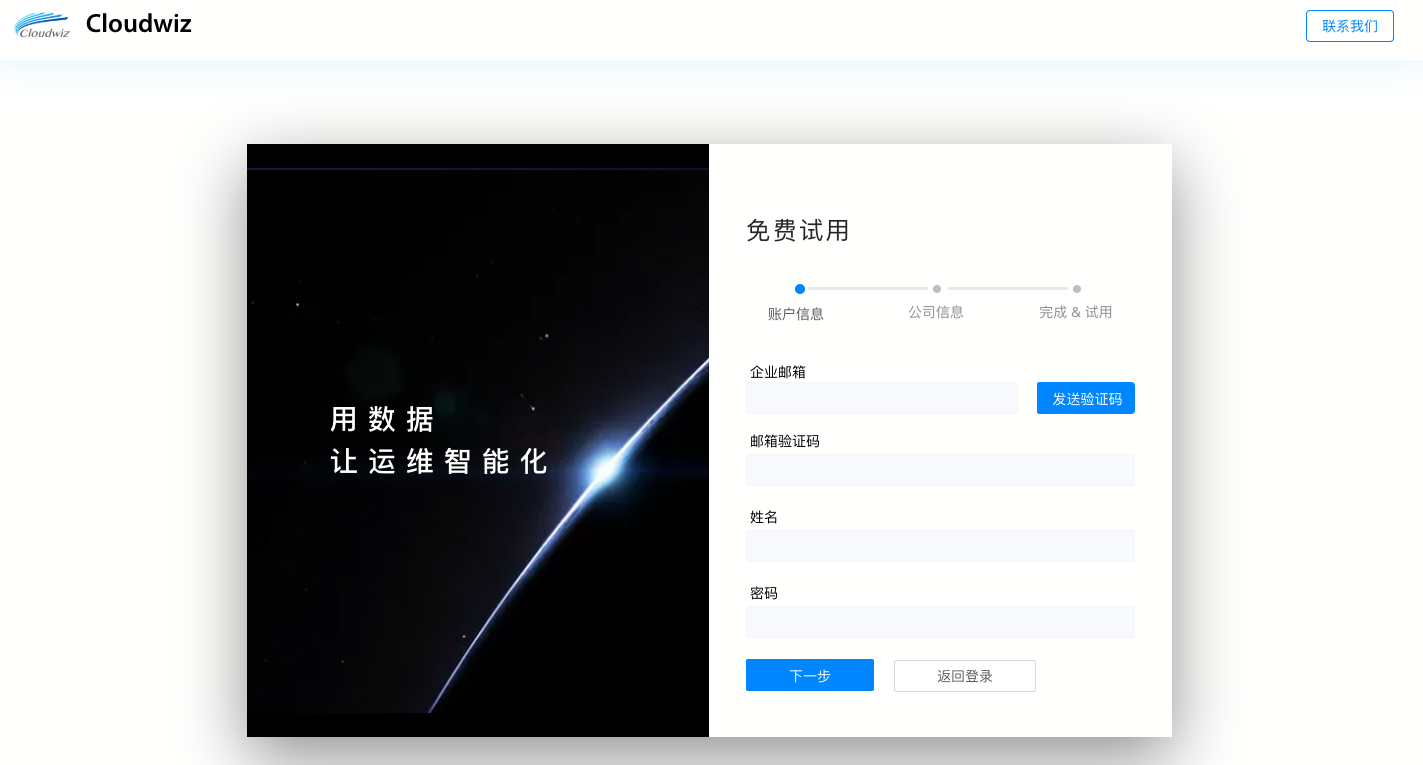 Cloudwiz
Cloudwiz
联系我们
用数据
让运维智能化
免费试用
账户信息
公司信息
完成 & 试用
企业邮箱
发送验证码
邮箱验证码
姓名
密码
下一步
返回登录